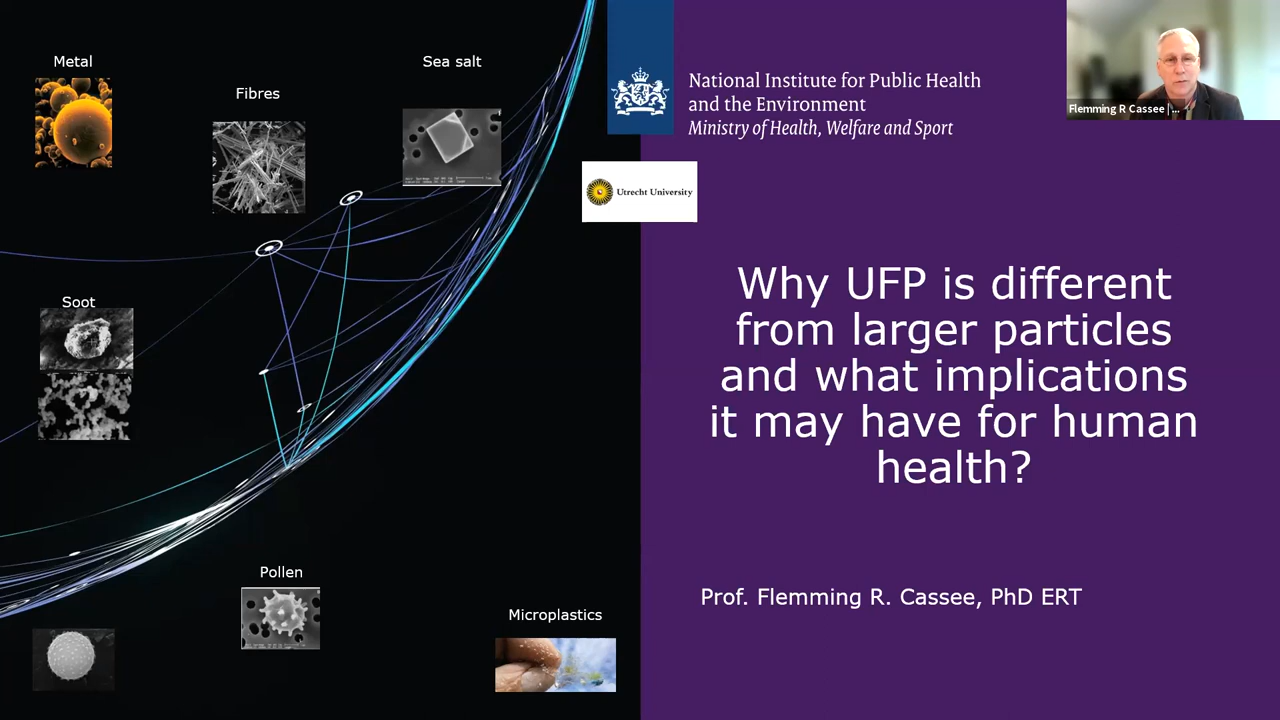 Metal
Fibres
Sea salt
Soot
Pollen
Microplastics
National Institute for Public Health
and the Environment
Ministry of Health, Welfare and Sport
Utrecht University
Flemming R Cassee | ...
Why UFP is different
from larger particles
and what implications
it may have for human
health?
Prof. Flemming R. Cassee, PhD ERT